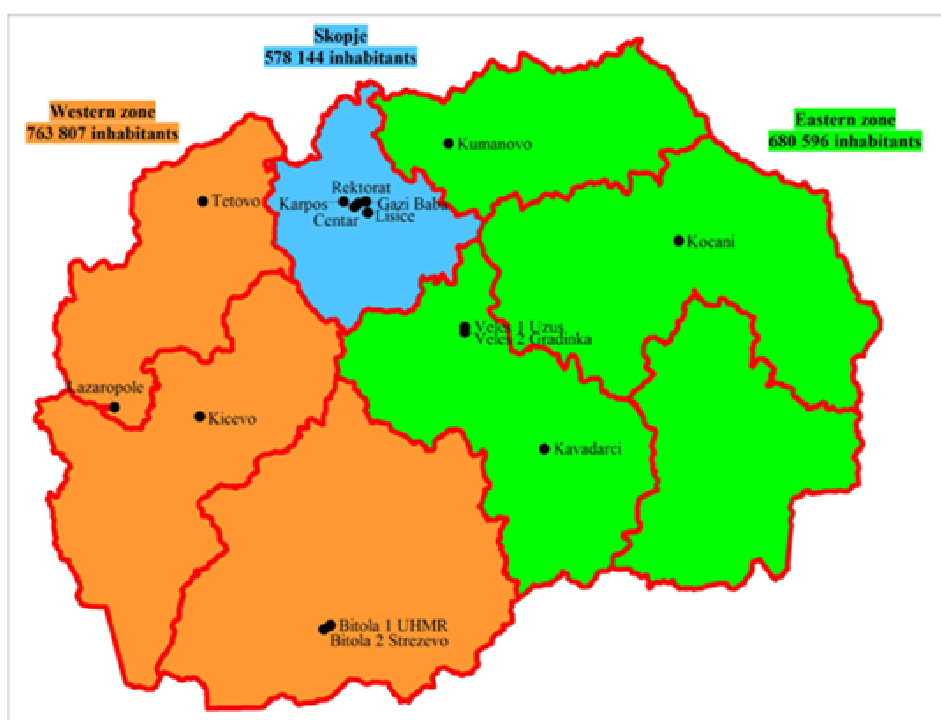 Skopje
578 144 inhabitants
Western zone
763 807 inhabitants
Eastern zone
680 596 inhabitants
Kumanovo
Rektorat
Tetovo
Karpos
Gazi Baba
Centar
Lisice
Kocani
Veles 1 Uzus
Veles 2 Gradinka
Lazaropole
Kicevo
Kavadarci
Bitola 1 UHMR
Bitola 2 Strezevo